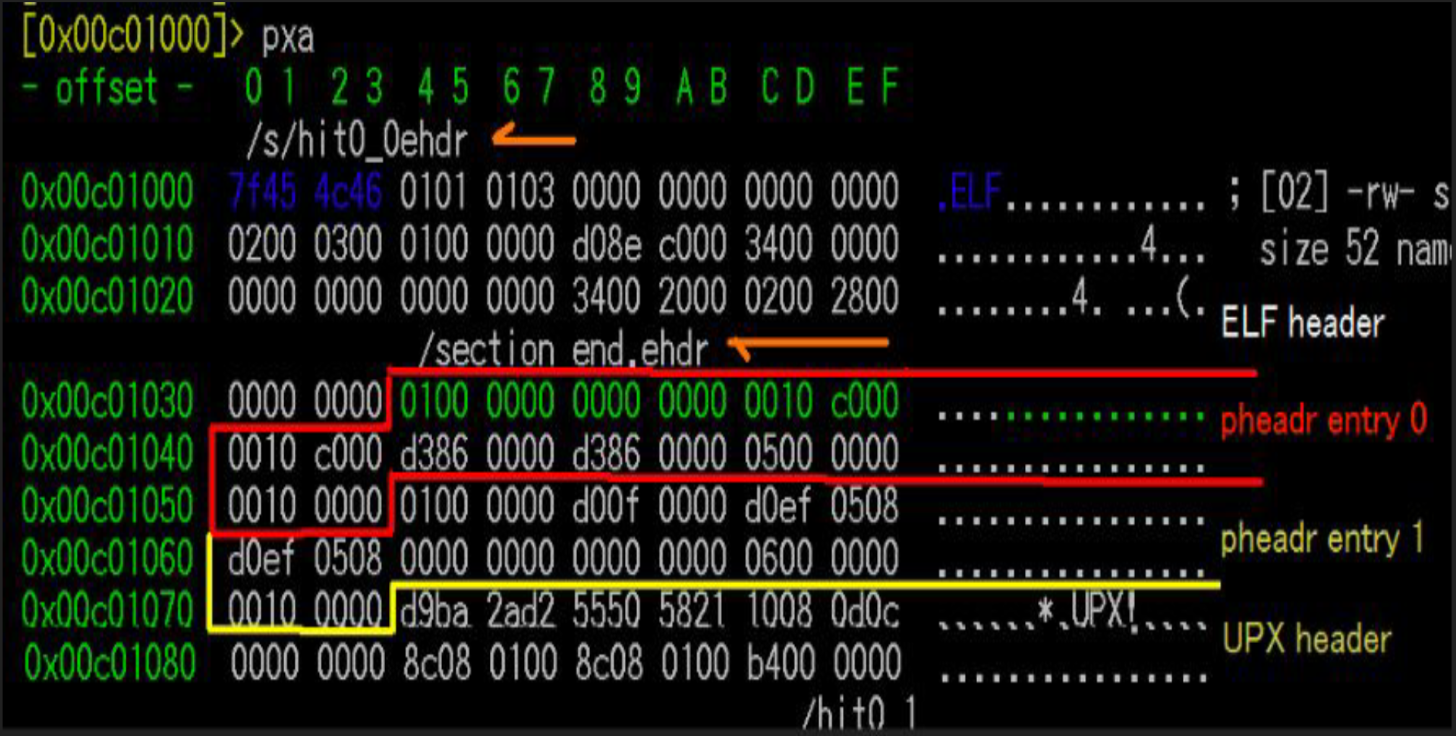 [0x00c01000]> pxa
- offset -   0 1  2 3  4 5  6 7  8 9  A B  C D  E F
/s/hit0_0ehdr
0x00c01000 7f45 4c46 0101 0103 0000 0000 0000 0000 .ELF............ ; [02] -rw- s
0x00c01010 0200 0300 0100 0000 d08e c000 3400 0000 ............4... size 52 nam
0x00c01020 0000 0000 0000 0000 3400 2000 0200 2800 ........4. ...(.
ELF header
/section end.ehdr
0x00c01030 0000 0000 0100 0000 0000 0000 0010 c000 ................
pheadr entry 0
0x00c01040 0010 c000 d386 0000 d386 0000 0500 0000 ................
0x00c01050 0010 0000 0100 0000 d00f 0000 d0ef 0508 ................
pheadr entry 1
0x00c01060 d0ef 0508 0000 0000 0000 0000 0600 0000 ................
0x00c01070 0010 0000 d9ba 2ad2 5550 5821 1008 0d0c ......*.UPX!....
UPX header
0x00c01080 0000 0000 8c08 0100 8c08 0100 b400 0000 ................
/hit0_1